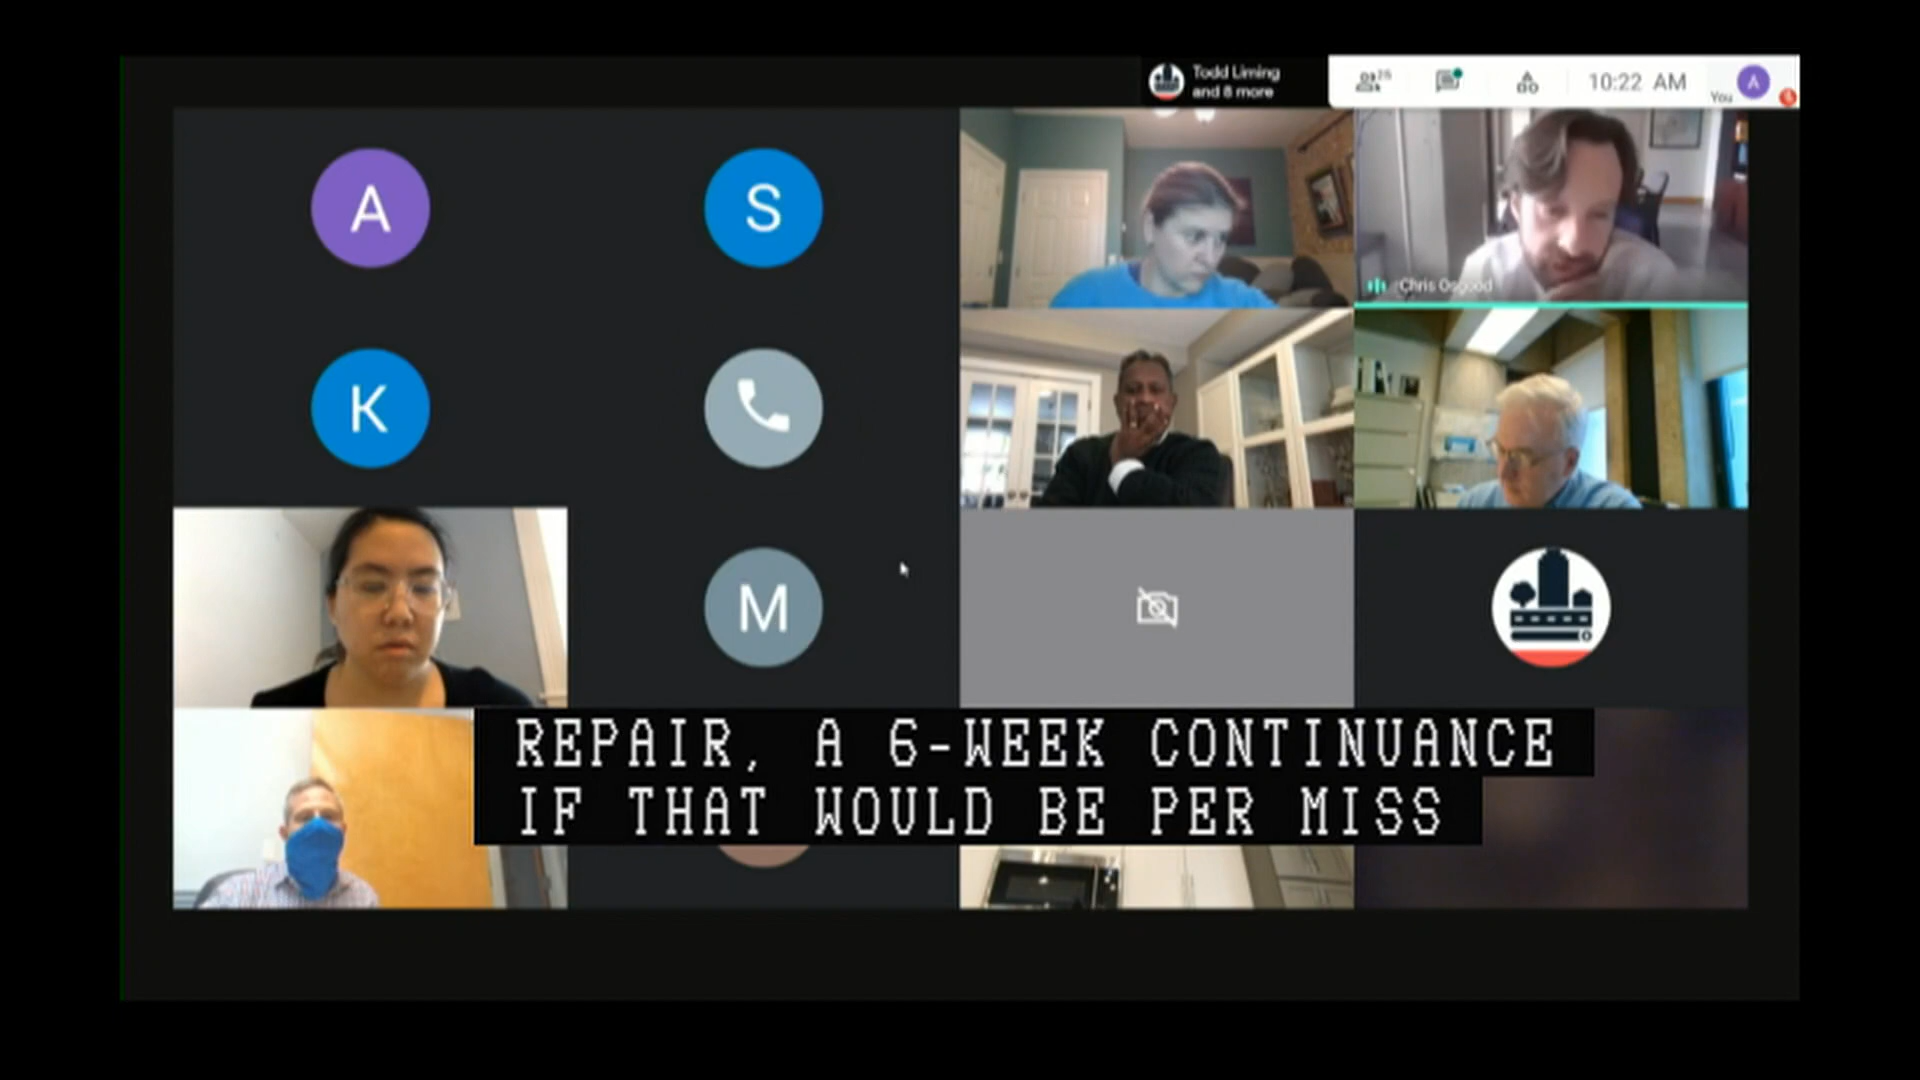 Todd Liming
and 8 more
10:22 AM
You
A
A
S
Chris Osgood
K
M
REPAIR, A 6-WEEK CONTINUANCE
IF THAT WOULD BE PER MISS